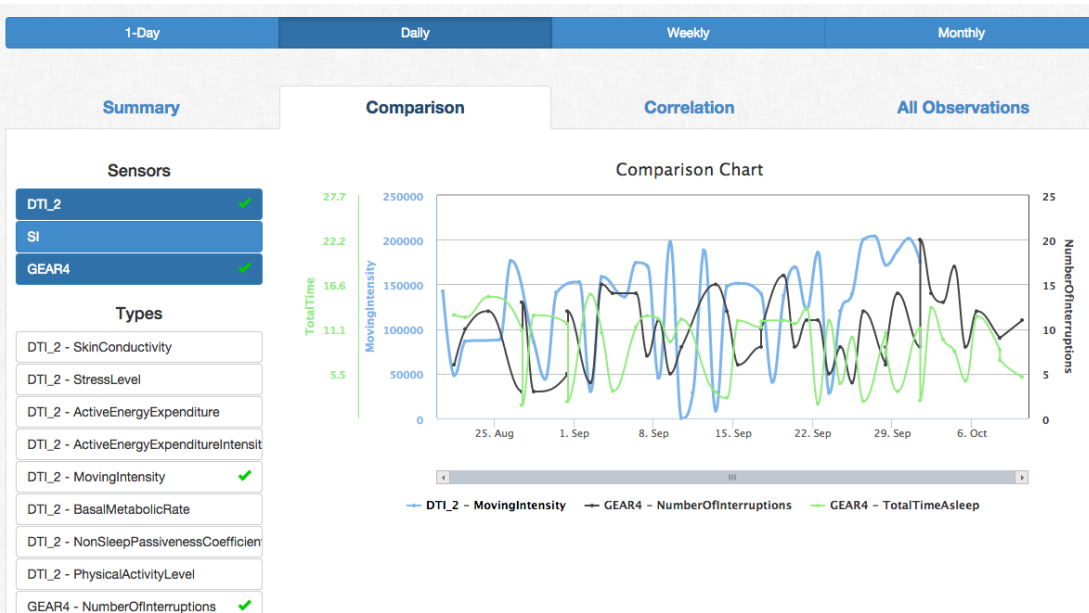 1-Day Daily Weekly Monthly
Summary Comparison Correlation All Observations
Sensors
DTI_2
SI
GEAR4
Types
DTI_2 - SkinConductivity
DTI_2 - StressLevel
DTI_2 - ActiveEnergyExpenditure
DTI_2 - ActiveEnergyExpenditureIntensit
DTI_2 - MovingIntensity
DTI_2 - BasalMetabolicRate
DTI_2 - NonSleepPassivenessCoefficien
DTI_2 - PhysicalActivityLevel
GEAR4 - NumberOfInterruptions
Comparison Chart
27.7 250000 25
22.2 200000 20
16.6 150000 15
11.1 100000 10
5.5 50000 5
0 0
TotalTime
MovingIntensity
NumberOfInterruptions
25. Aug 1. Sep 8. Sep 15. Sep 22. Sep 29. Sep 6. Oct
DTI_2 - MovingIntensity GEAR4 - NumberOfInterruptions GEAR4 - TotalTimeAsleep